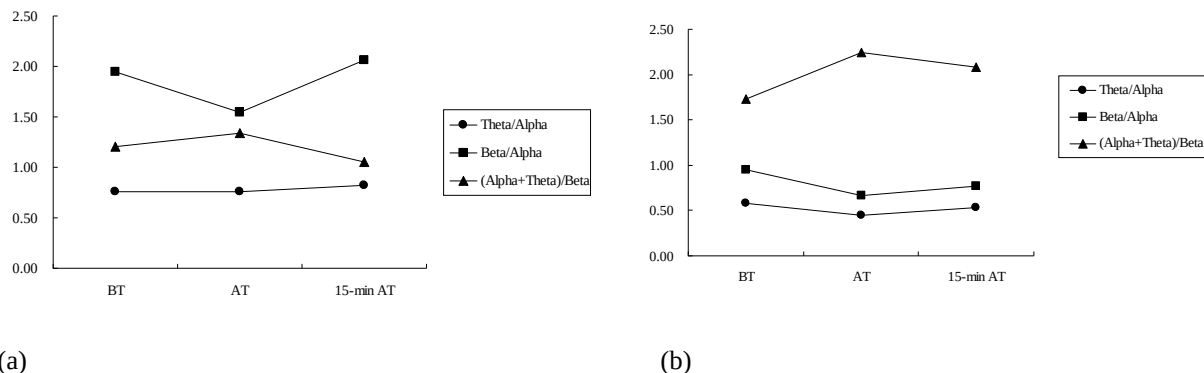 2.50
2.00
1.50
1.00
0.50
0.00
BT AT 15-min AT
Theta/Alpha
Beta/Alpha
(Alpha+Theta)/Beta
(a)
2.50
2.00
1.50
1.00
0.50
0.00
BT AT 15-min AT
Theta/Alpha
Beta/Alpha
(Alpha+Theta)/Beta
(b)